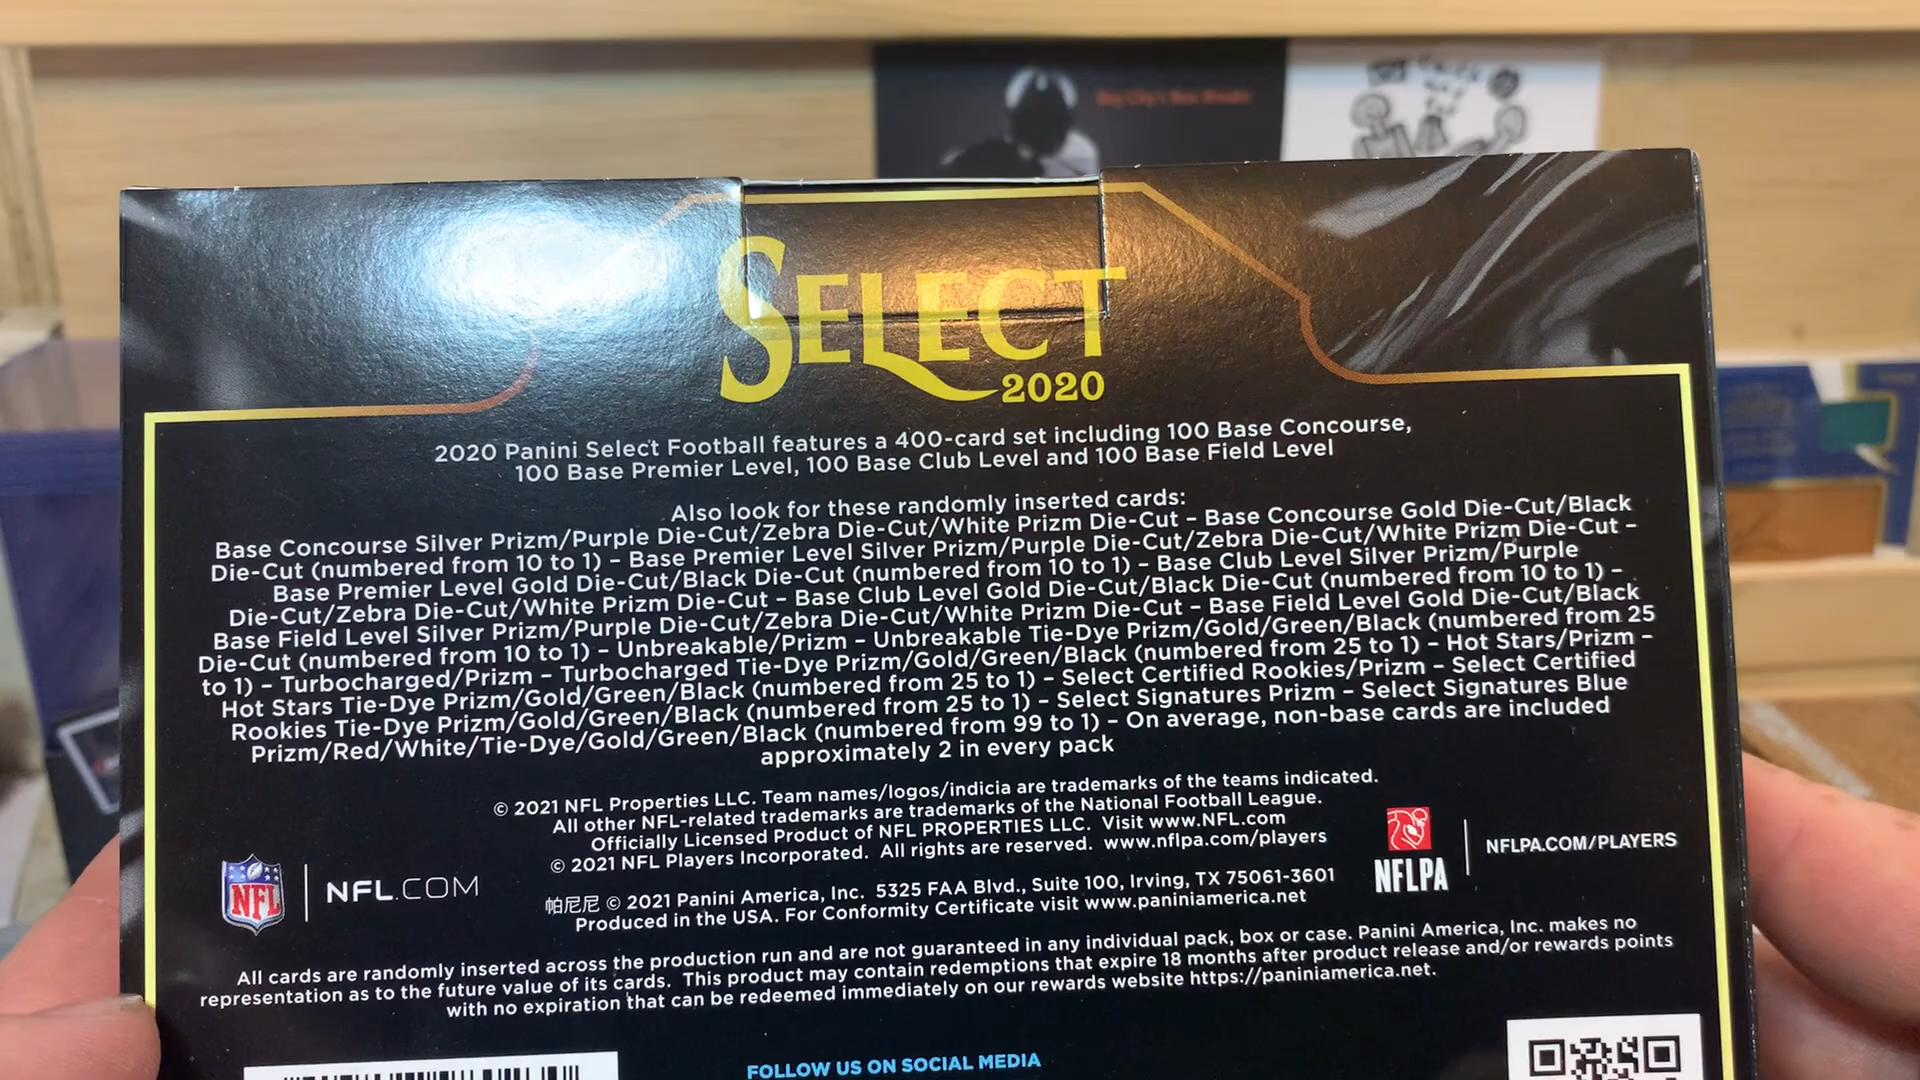 SELECT
2020
2020 Panini Select Football features a 400-card set including 100 Base Concourse,
100 Base Premier Level, 100 Base Club Level and 100 Base Field Level
Also look for these randomly inserted cards:
Base Concourse Silver Prizm/Purple Die-Cut/Zebra Die-Cut/White Prizm Die-Cut – Base Concourse Gold Die-Cut/Black
Die-Cut (numbered from 10 to 1) – Base Premier Level Silver Prizm/Purple Die-Cut/Zebra Die-Cut/White Prizm Die-Cut –
Base Premier Level Gold Die-Cut/Black Die-Cut (numbered from 10 to 1) – Base Club Level Silver Prizm/Purple
Die-Cut/Zebra Die-Cut/White Prizm Die-Cut – Base Club Level Gold Die-Cut/Black Die-Cut (numbered from 10 to 1) –
Base Field Level Silver Prizm/Purple Die-Cut/Zebra Die-Cut/White Prizm Die-Cut – Base Field Level Gold Die-Cut/Black
Die-Cut (numbered from 10 to 1) – Unbreakable/Prizm – Unbreakable Tie-Dye Prizm/Gold/Green/Black (numbered from 25
to 1) – Turbocharged/Prizm – Turbocharged Tie-Dye Prizm/Gold/Green/Black (numbered from 25 to 1) – Hot Stars/Prizm –
Hot Stars Tie-Dye Prizm/Gold/Green/Black (numbered from 25 to 1) – Select Certified Rookies/Prizm – Select Certified
Rookies Tie-Dye Prizm/Gold/Green/Black (numbered from 25 to 1) – Select Signatures Prizm – Select Signatures Blue
Prizm/Red/White/Tie-Dye/Gold/Green/Black (numbered from 99 to 1) – On average, non-base cards are included
approximately 2 in every pack
© 2021 NFL Properties LLC. Team names/logos/indicia are trademarks of the teams indicated.
All other NFL-related trademarks are trademarks of the National Football League.
Officially Licensed Product of NFL PROPERTIES LLC. Visit www.NFL.com
© 2021 NFL Players Incorporated. All rights are reserved. www.nflpa.com/players
NFL
NFL.COM
NFLPA
NFLPA.COM/PLAYERS
帕尼尼 © 2021 Panini America, Inc. 5325 FAA Blvd., Suite 100, Irving, TX 75061-3601
Produced in the USA. For Conformity Certificate visit www.paniniamerica.net
All cards are randomly inserted across the production run and are not guaranteed in any individual pack, box or case. Panini America, Inc. makes no
representation as to the future value of its cards. This product may contain redemptions that expire 18 months after product release and/or rewards points
with no expiration that can be redeemed immediately on our rewards website https://paniniamerica.net.
FOLLOW US ON SOCIAL MEDIA